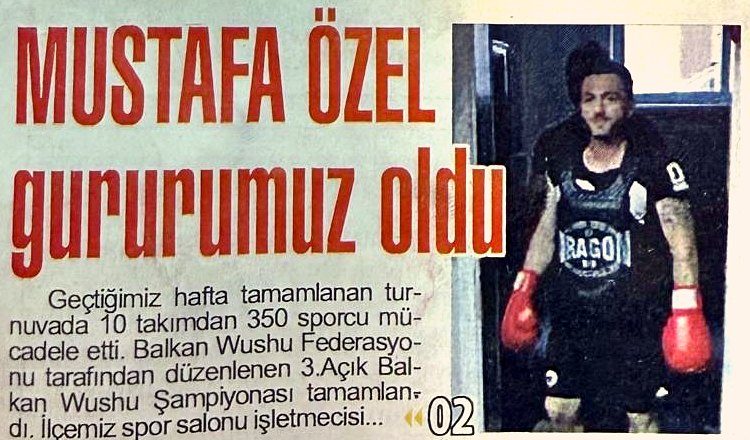 MUSTAFA ÖZEL
gururumuz oldu
Geçtiğimiz hafta tamamlanan tur-
nuvada 10 takımdan 350 sporcu mü-
cadele etti. Balkan Wushu Federasyo-
nu tarafından düzenlenen 3.Açık Bal-
kan Wushu Şampiyonası tamamlan-
dı. İlçemiz spor salonu işletmecisi... 02
RAGO